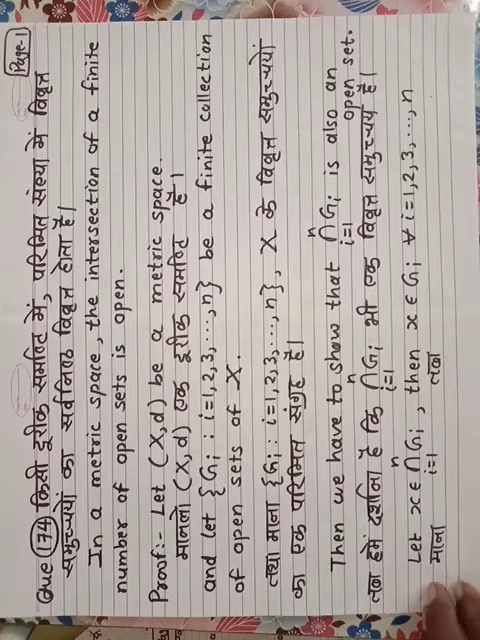 Page-1
Que 174 किसी दूरीक समष्टि में, परिमित संख्या में विवृत्त
समुच्चयों का सर्वनिष्ठ विवृत्त होता है।
In a metric space, the intersection of a finite
number of open sets is open.
Proof:- Let (X,d) be a metric space.
मानलो (X,d) एक दूरीक समष्टि है।
and let {Gi : i=1,2,3,...,n} be a finite collection
of open sets of X.
तथा माना {Gi : i=1,2,3,...,n}, X के विवृत्त समुच्चयों
का एक परिमित संग्रह है।
Then we have to show that n∩i=1 Gi is also an
open set.
तब हमें दर्शाना है कि n∩i=1 Gi भी एक विवृत्त समुच्चय है।
Let x∈ n∩i=1 Gi, then x∈Gi ∀ i=1,2,3,...,n
माना तब